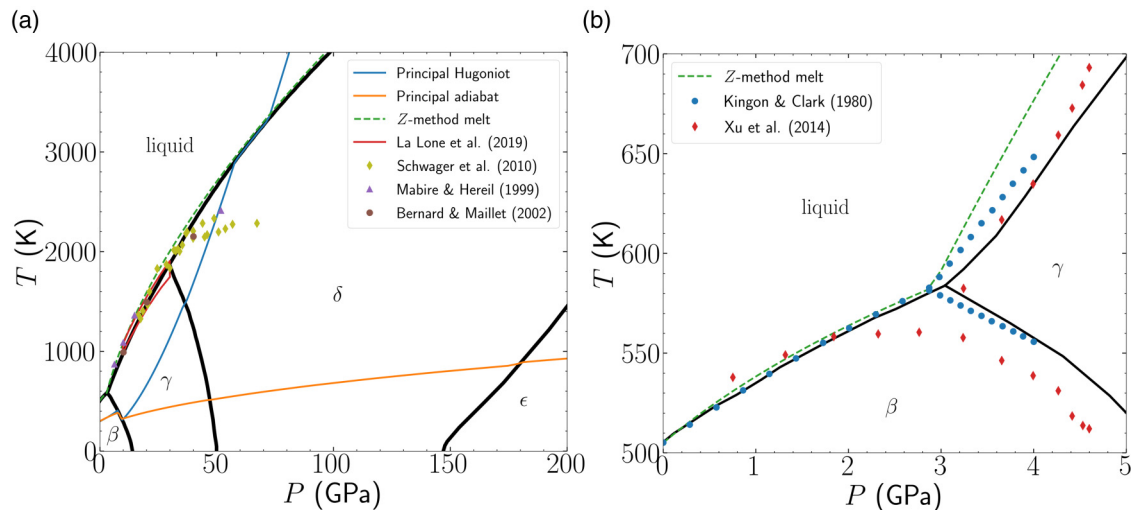 (a)
4000
3000
2000
1000
0
T (K)
0
50
100
150
200
P (GPa)
Principal Hugoniot
Principal adiabat
Z-method melt
La Lone et al. (2019)
Schwager et al. (2010)
Mabire & Hereil (1999)
Bernard & Maillet (2002)
liquid
δ
γ
β
ϵ
(b)
700
650
600
550
500
T (K)
0
1
2
3
4
5
P (GPa)
Z-method melt
Kingon & Clark (1980)
Xu et al. (2014)
liquid
γ
β